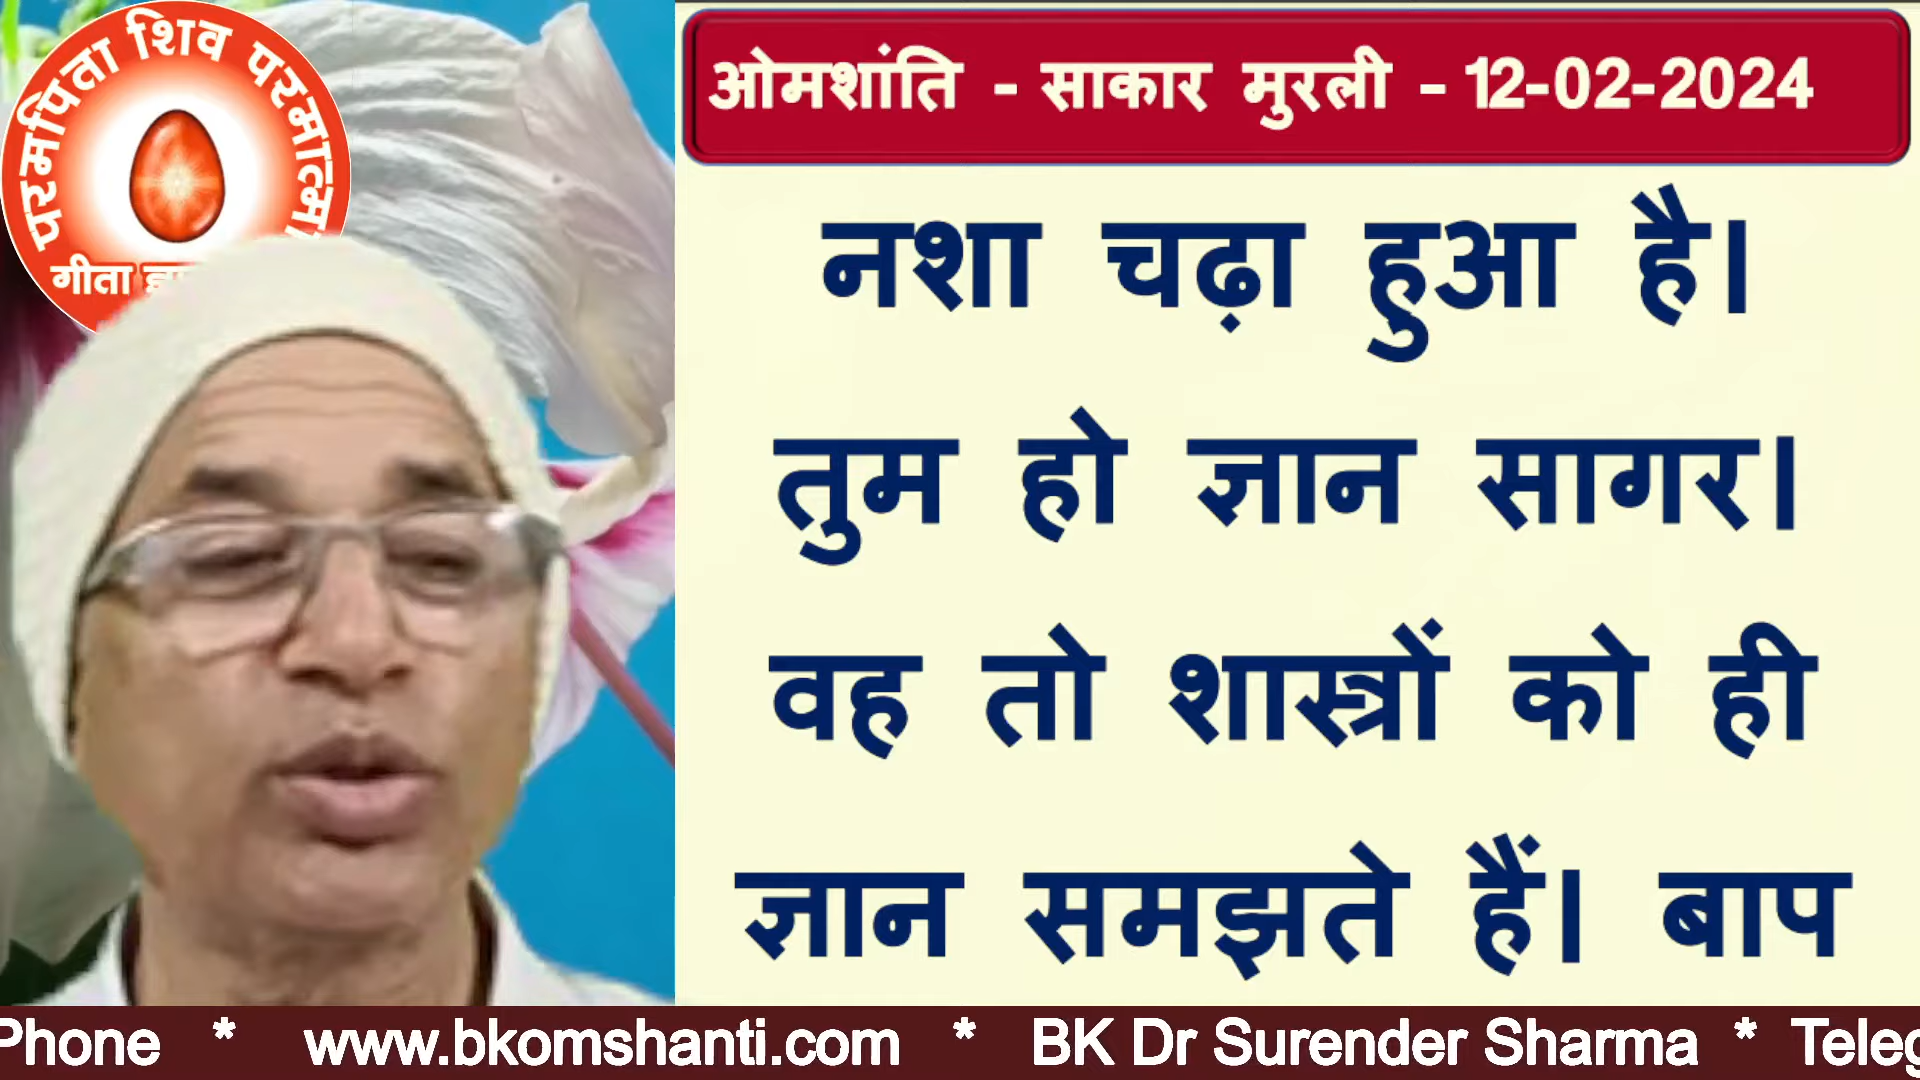 परमपिता शिव परमात्मा
गीता
ओमशांति - साकार मुरली - 12-02-2024
नशा चढ़ा हुआ है।
तुम हो ज्ञान सागर।
वह तो शास्त्रों को ही
ज्ञान समझते हैं। बाप
Phone * www.bkomshanti.com * BK Dr Surender Sharma *